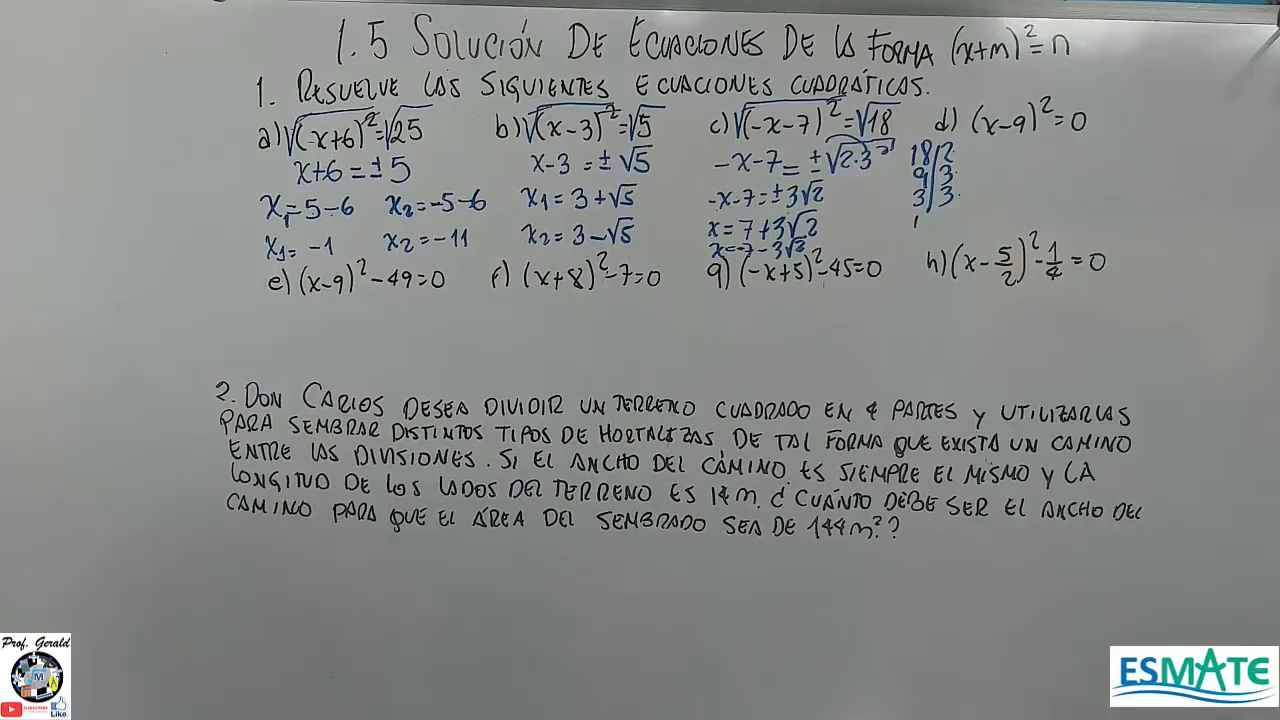 1.5 SOLUCIÓN DE ECUACIONES DE LA FORMA (x+m)²=n
1. RESUELVE LAS SIGUIENTES ECUACIONES CUADRÁTICAS.
a) √(-x+6)²=√25 b) √(x-3)²=√5 c) √(-x-7)²=√18 d) (x-9)²=0
x+6=±5 x-3=±√5 -x-7=±√2·3² 18|2
9|3
x₁=5-6 x₂=-5-6 x₁=3+√5 -x-7=±3√2 3|3
1
x₁=-1 x₂=-11 x₂=3-√5 x=7+3√2
x=-7-3√2
e) (x-9)²-49=0 f) (x+8)²-7=0 g) (-x+5)²-45=0 h) (x-5/2)²-1/4=0
2. DON CARLOS DESEA DIVIDIR UN TERRENO CUADRADO EN 4 PARTES Y UTILIZARLAS
PARA SEMBRAR DISTINTOS TIPOS DE HORTALIZAS, DE TAL FORMA QUE EXISTA UN CAMINO
ENTRE LAS DIVISIONES. SI EL ANCHO DEL CAMINO ES SIEMPRE EL MISMO Y LA
LONGITUD DE LOS LADOS DEL TERRENO ES 14 m. ¿CUÁNTO DEBE SER EL ANCHO DEL
CAMINO PARA QUE EL ÁREA DEL SEMBRADO SEA DE 144 m²?
Prof. Gerald
SUBSCRIBE Like
ESMATE